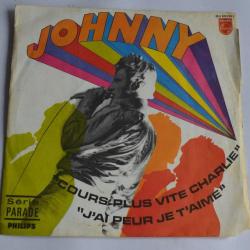 JOHNNY
"COURS PLUS VITE CHARLIE"
"J'AI PEUR JE T'AIME"
Série
PARADE
PHILIPS